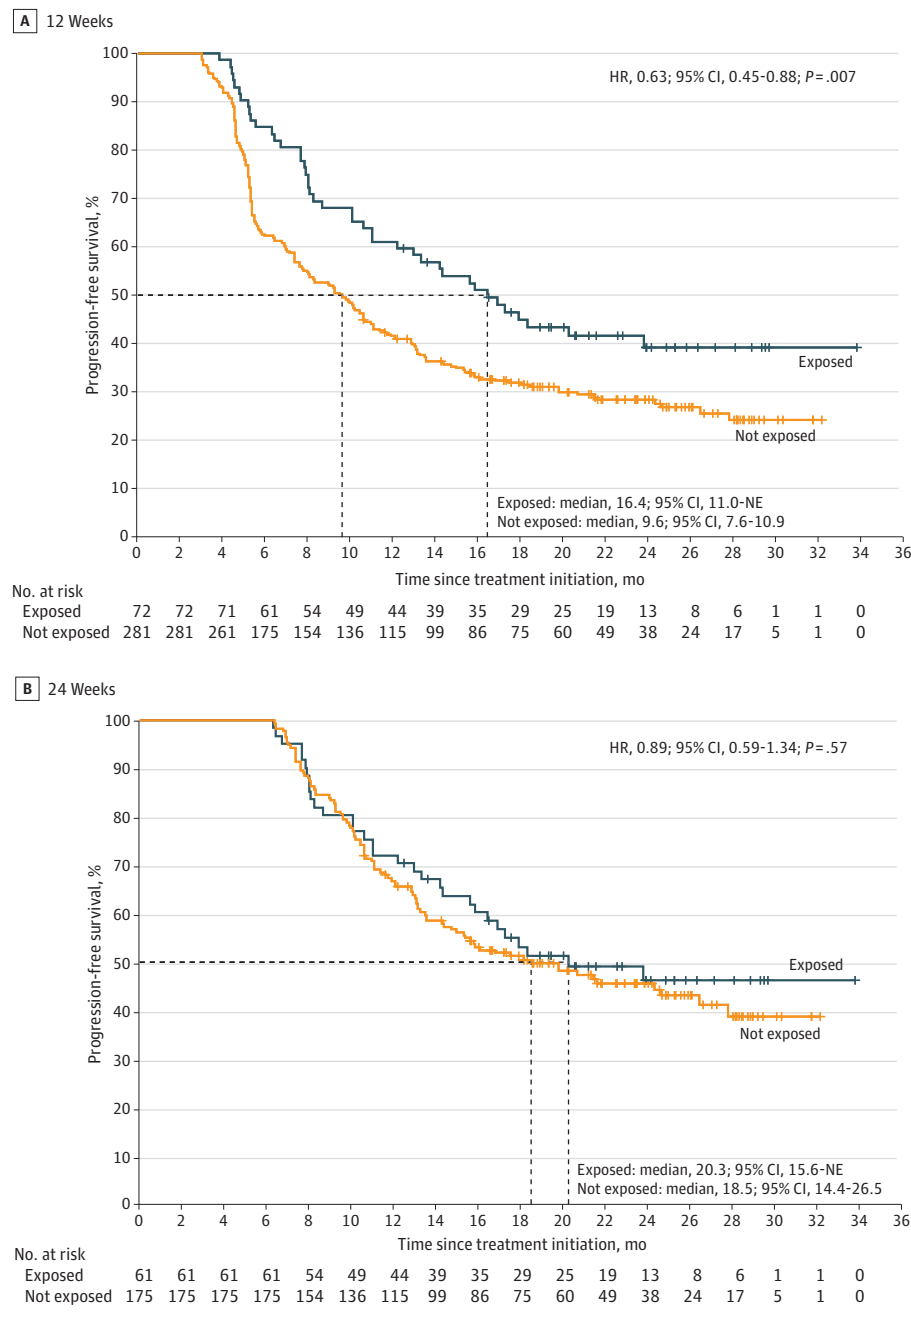 A 12 Weeks
100
90
80
70
60
50
40
30
20
10
0
Progression-free survival, %
HR, 0.63; 95% CI, 0.45-0.88; P = .007
Exposed
Not exposed
Exposed: median, 16.4; 95% CI, 11.0-NE
Not exposed: median, 9.6; 95% CI, 7.6-10.9
0 2 4 6 8 10 12 14 16 18 20 22 24 26 28 30 32 34 36
Time since treatment initiation, mo
No. at risk
Exposed 72 72 71 61 54 49 44 39 35 29 25 19 13 8 6 1 1 0
Not exposed 281 281 261 175 154 136 115 99 86 75 60 49 38 24 17 5 1 0
B 24 Weeks
100
90
80
70
60
50
40
30
20
10
0
Progression-free survival, %
HR, 0.89; 95% CI, 0.59-1.34; P = .57
Exposed
Not exposed
Exposed: median, 20.3; 95% CI, 15.6-NE
Not exposed: median, 18.5; 95% CI, 14.4-26.5
0 2 4 6 8 10 12 14 16 18 20 22 24 26 28 30 32 34 36
Time since treatment initiation, mo
No. at risk
Exposed 61 61 61 61 54 49 44 39 35 29 25 19 13 8 6 1 1 0
Not exposed 175 175 175 175 154 136 115 99 86 75 60 49 38 24 17 5 1 0